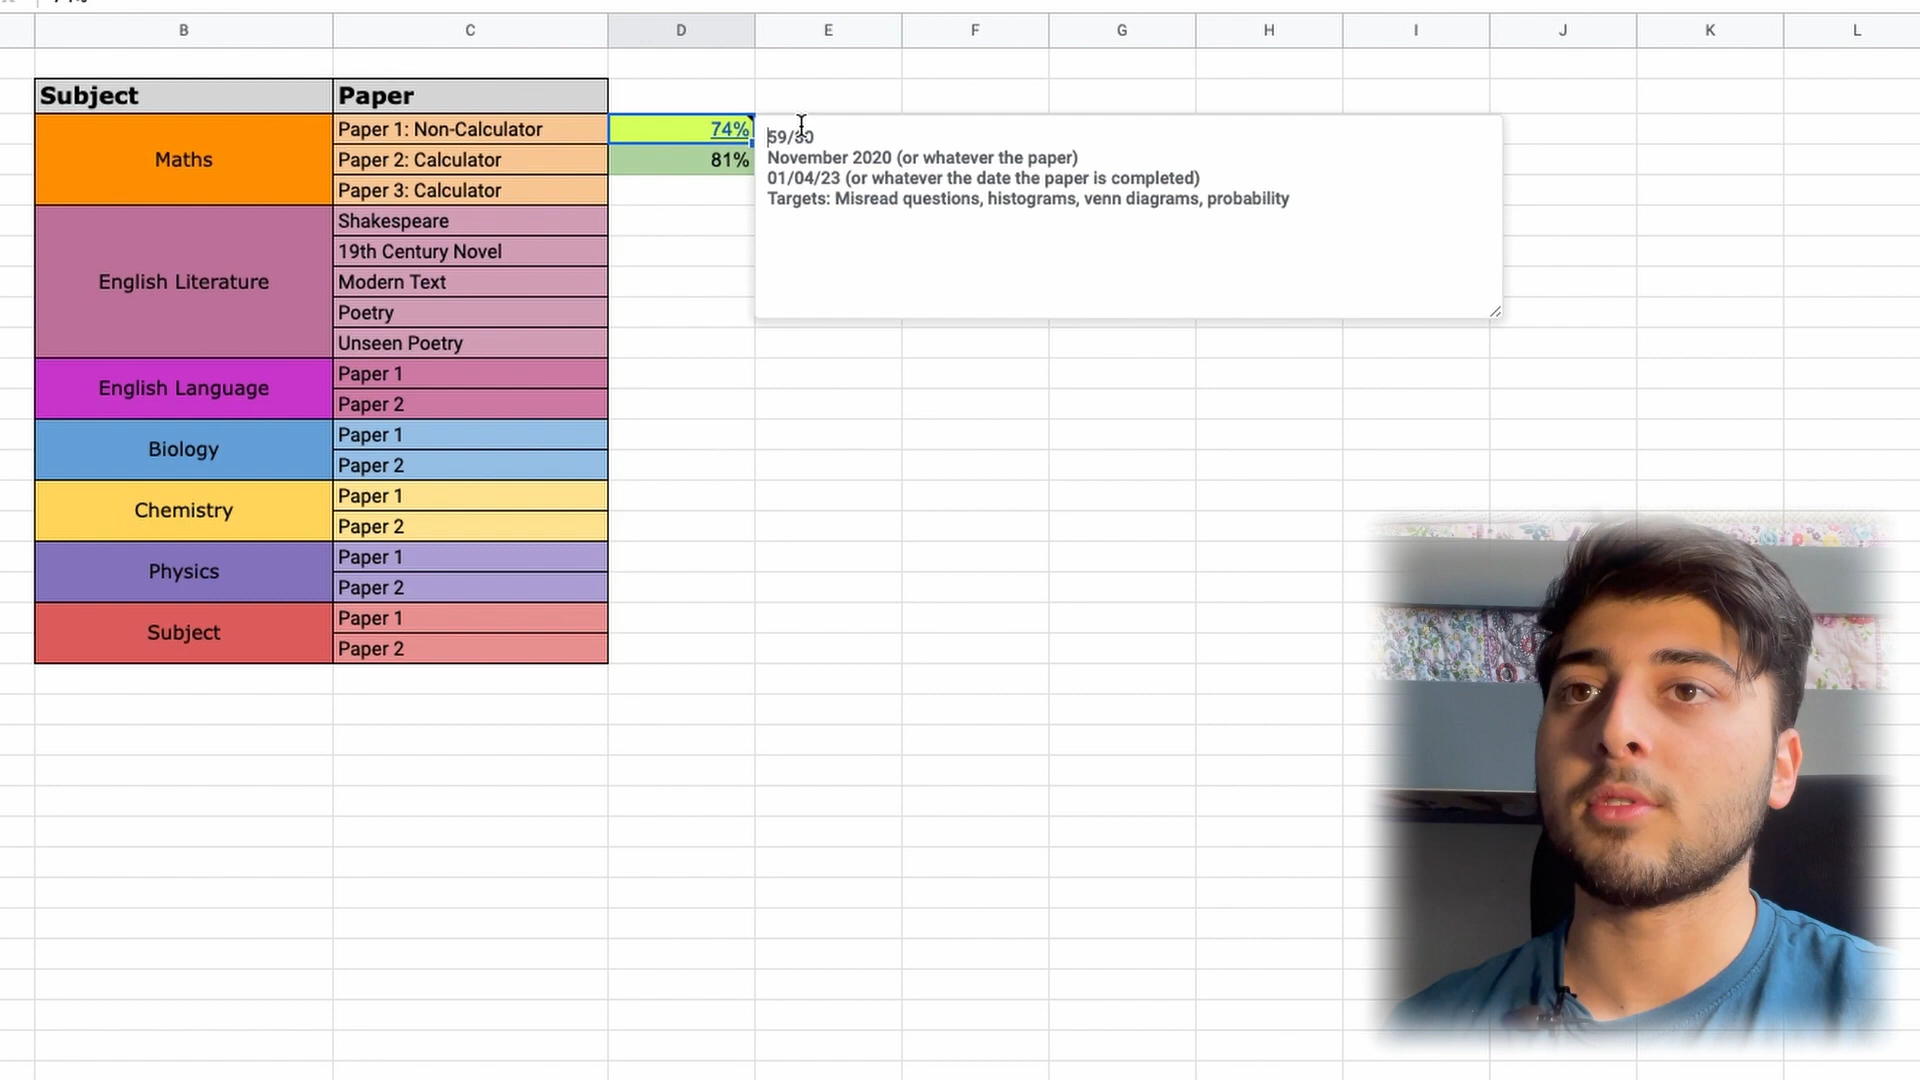 B C D E F G H I J K L
Subject Paper
Maths
Paper 1: Non-Calculator 74%
Paper 2: Calculator 81%
Paper 3: Calculator
59/80
November 2020 (or whatever the paper)
01/04/23 (or whatever the date the paper is completed)
Targets: Misread questions, histograms, venn diagrams, probability
English Literature
Shakespeare
19th Century Novel
Modern Text
Poetry
Unseen Poetry
English Language
Paper 1
Paper 2
Biology
Paper 1
Paper 2
Chemistry
Paper 1
Paper 2
Physics
Paper 1
Paper 2
Subject
Paper 1
Paper 2